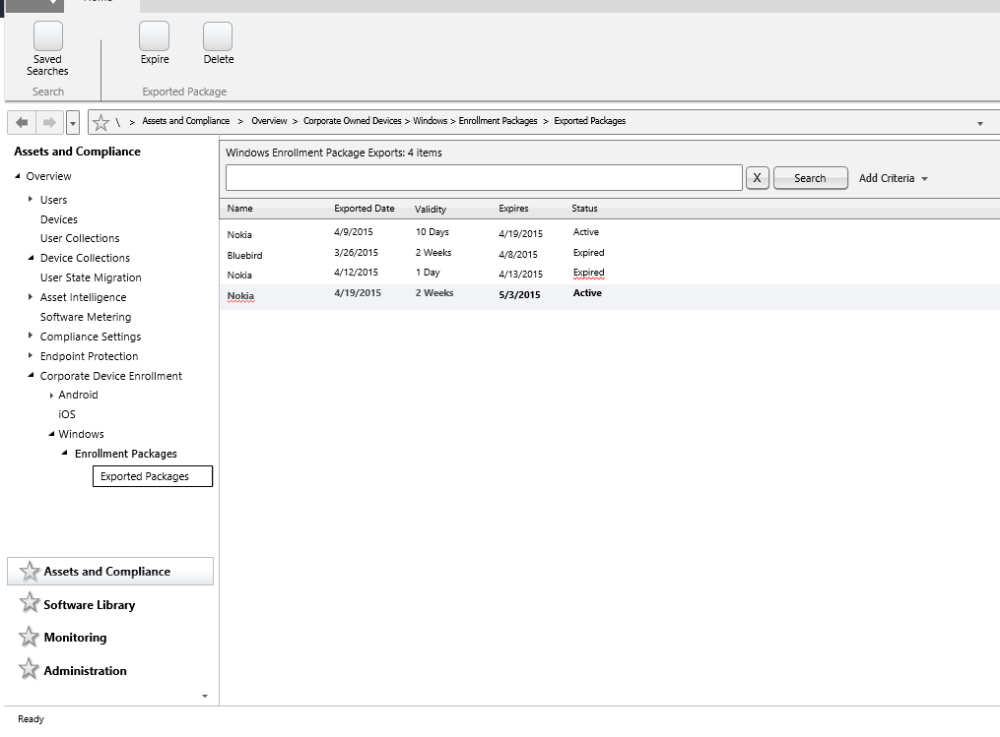 Saved
Searches
Expire
Delete
Search
Exported Package
\ > Assets and Compliance > Overview > Corporate Owned Devices > Windows > Enrollment Packages > Exported Packages
Assets and Compliance
Overview
Users
Devices
User Collections
Device Collections
User State Migration
Asset Intelligence
Software Metering
Compliance Settings
Endpoint Protection
Corporate Device Enrollment
Android
iOS
Windows
Enrollment Packages
Exported Packages
Assets and Compliance
Software Library
Monitoring
Administration
Windows Enrollment Package Exports: 4 items
X Search Add Criteria
Name Exported Date Validity Expires Status
Nokia 4/9/2015 10 Days 4/19/2015 Active
Bluebird 3/26/2015 2 Weeks 4/8/2015 Expired
Nokia 4/12/2015 1 Day 4/13/2015 Expired
Nokia 4/19/2015 2 Weeks 5/3/2015 Active
Ready